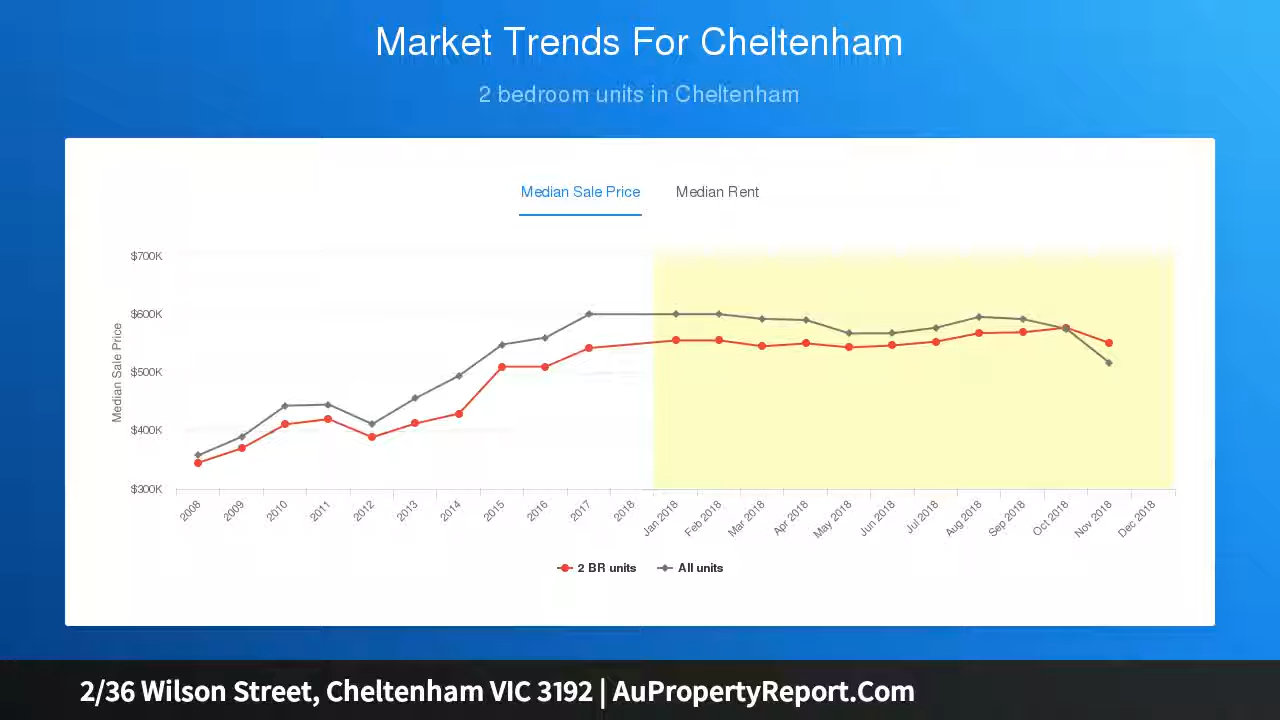 Market Trends For Cheltenham
2 bedroom units in Cheltenham
Median Sale Price Median Rent
$700K
$600K
$500K
$400K
$300K
Median Sale Price
2008 2009 2010 2011 2012 2013 2014 2015 2016 2017 2018 Jan 2018 Feb 2018 Mar 2018 Apr 2018 May 2018 Jun 2018 Jul 2018 Aug 2018 Sep 2018 Oct 2018 Nov 2018 Dec 2018
2 BR units All units
2/36 Wilson Street, Cheltenham VIC 3192 | AuPropertyReport.Com